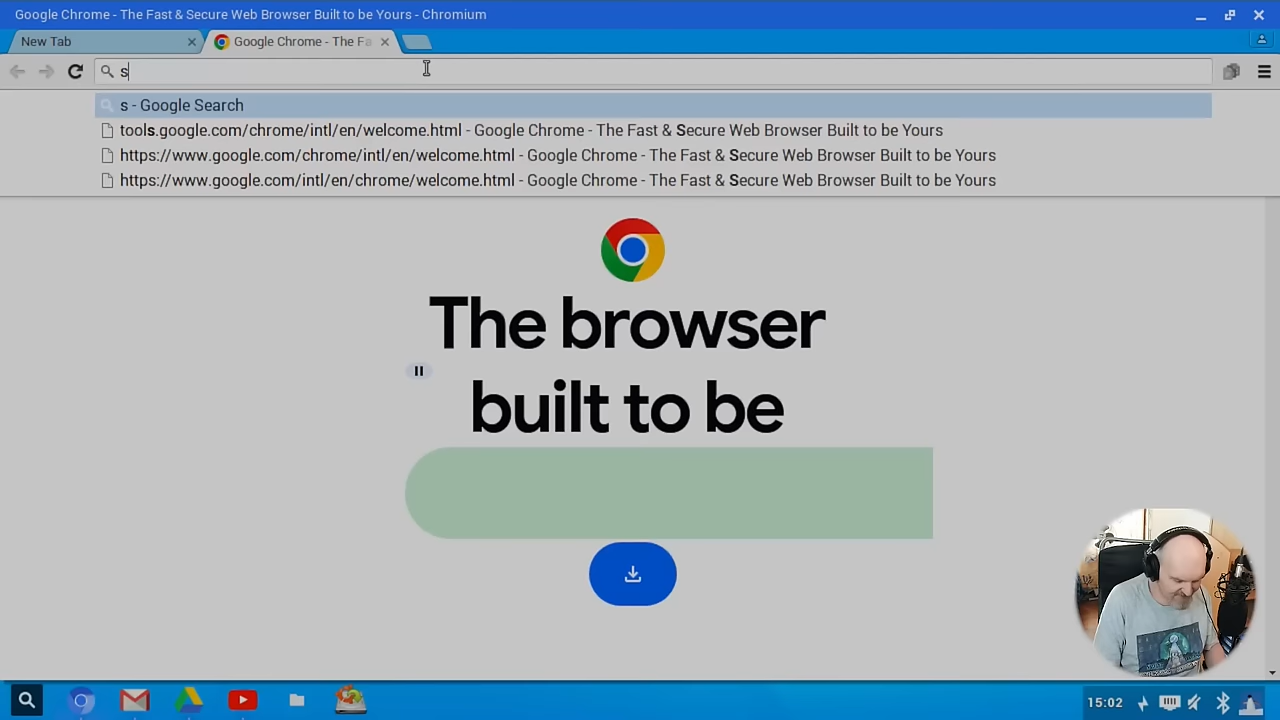 Google Chrome - The Fast & Secure Web Browser Built to be Yours - Chromium
New Tab
Google Chrome - The Fa
s
s - Google Search
tools.google.com/chrome/intl/en/welcome.html - Google Chrome - The Fast & Secure Web Browser Built to be Yours
https://www.google.com/chrome/intl/en/welcome.html - Google Chrome - The Fast & Secure Web Browser Built to be Yours
https://www.google.com/intl/en/chrome/welcome.html - Google Chrome - The Fast & Secure Web Browser Built to be Yours
The browser
built to be
15:02